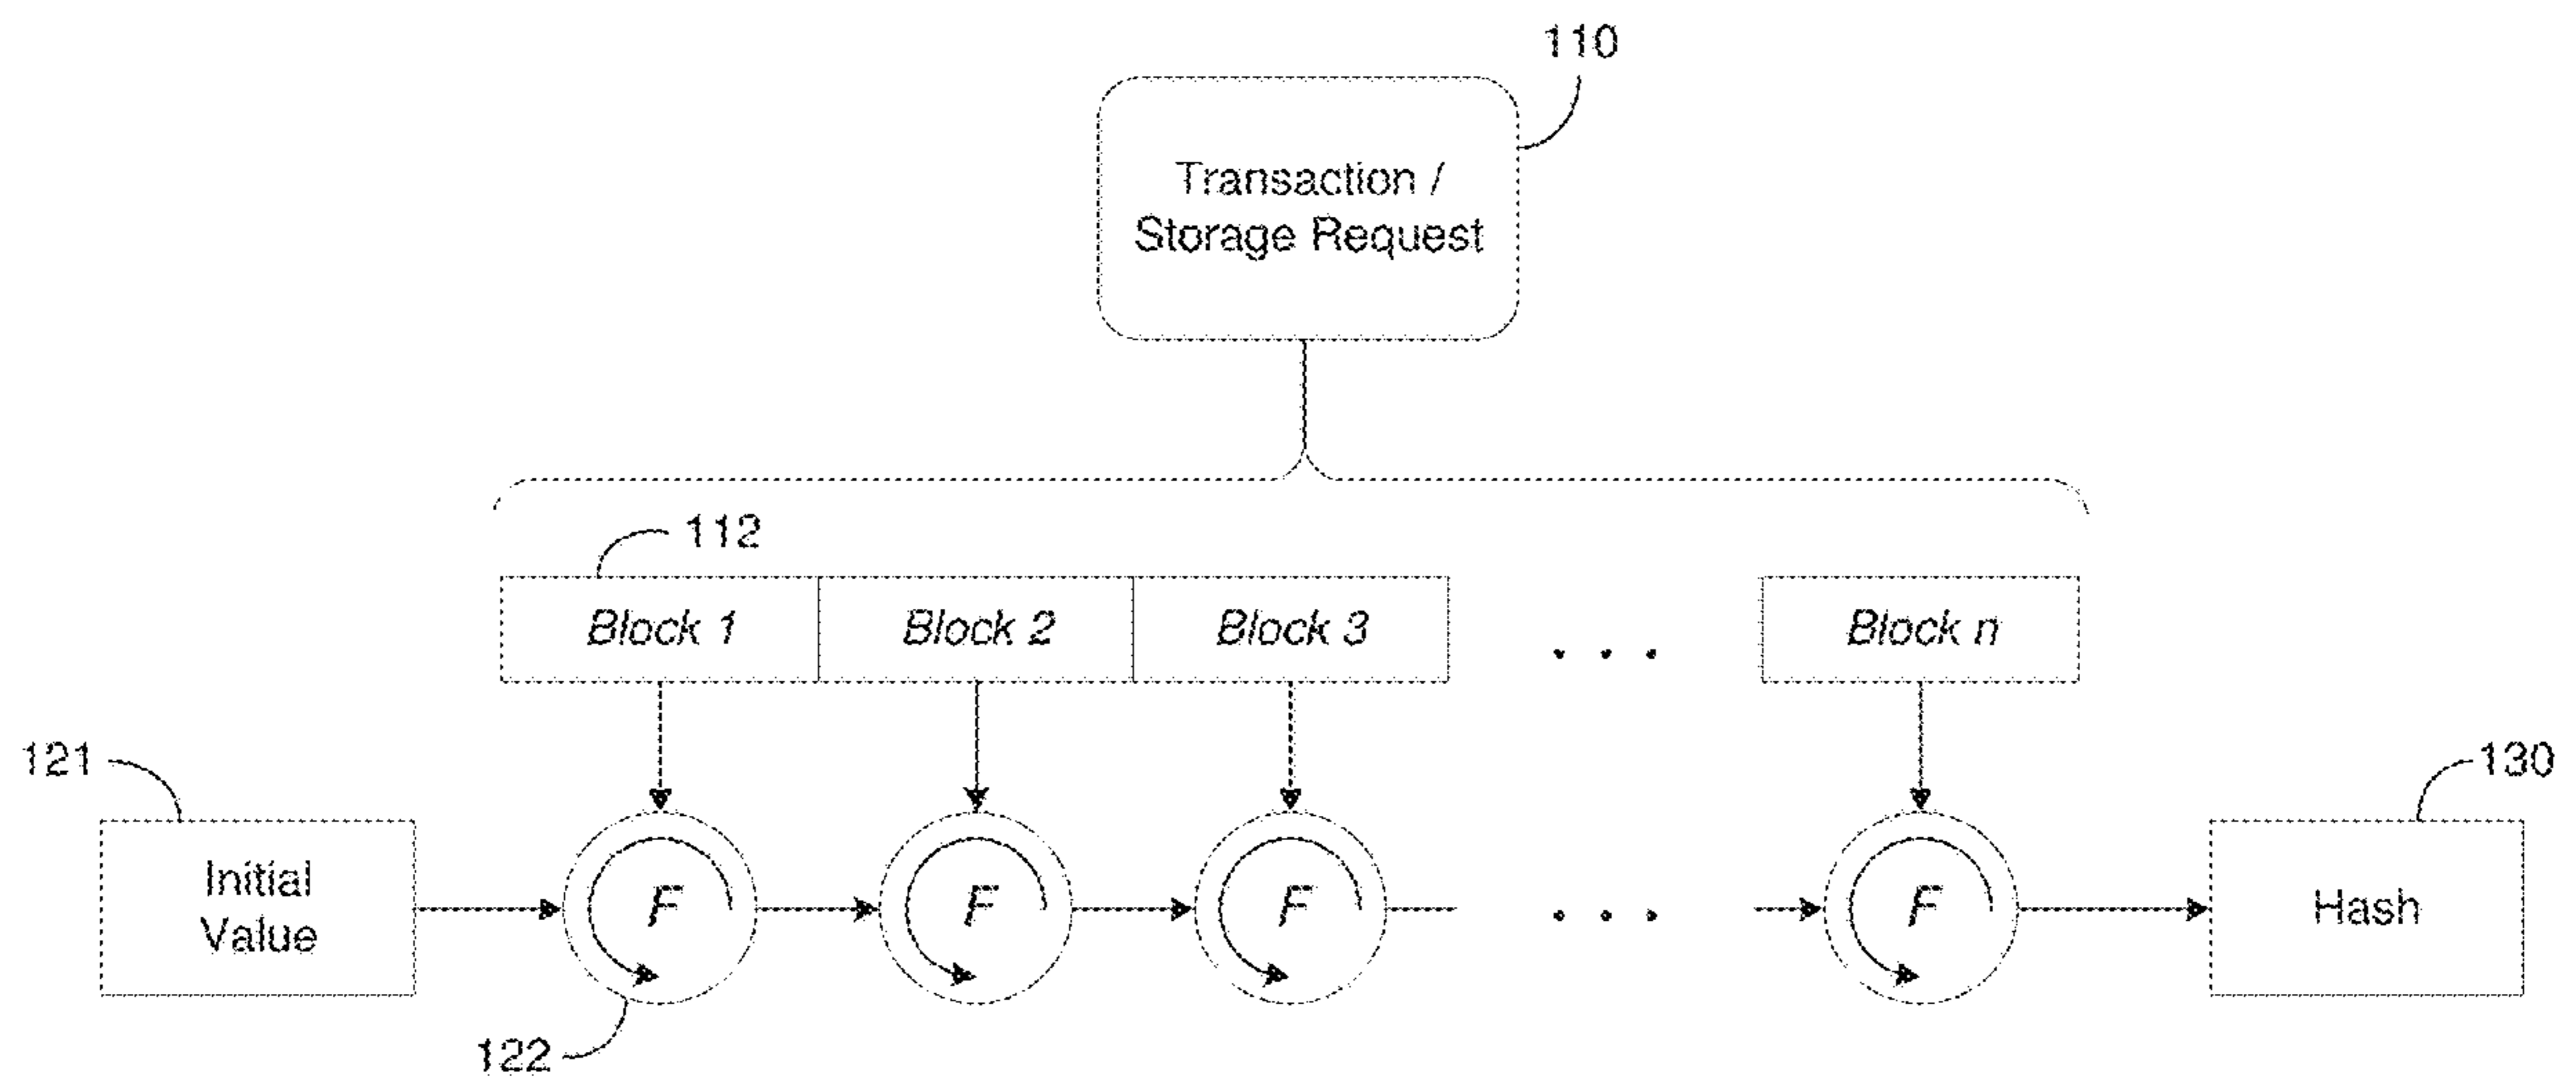 110
Transaction /
Storage Request
112
Block 1
Block 2
Block 3
. . .
Block n
121
130
Initial
Value
F
F
F
. . .
F
Hash
122